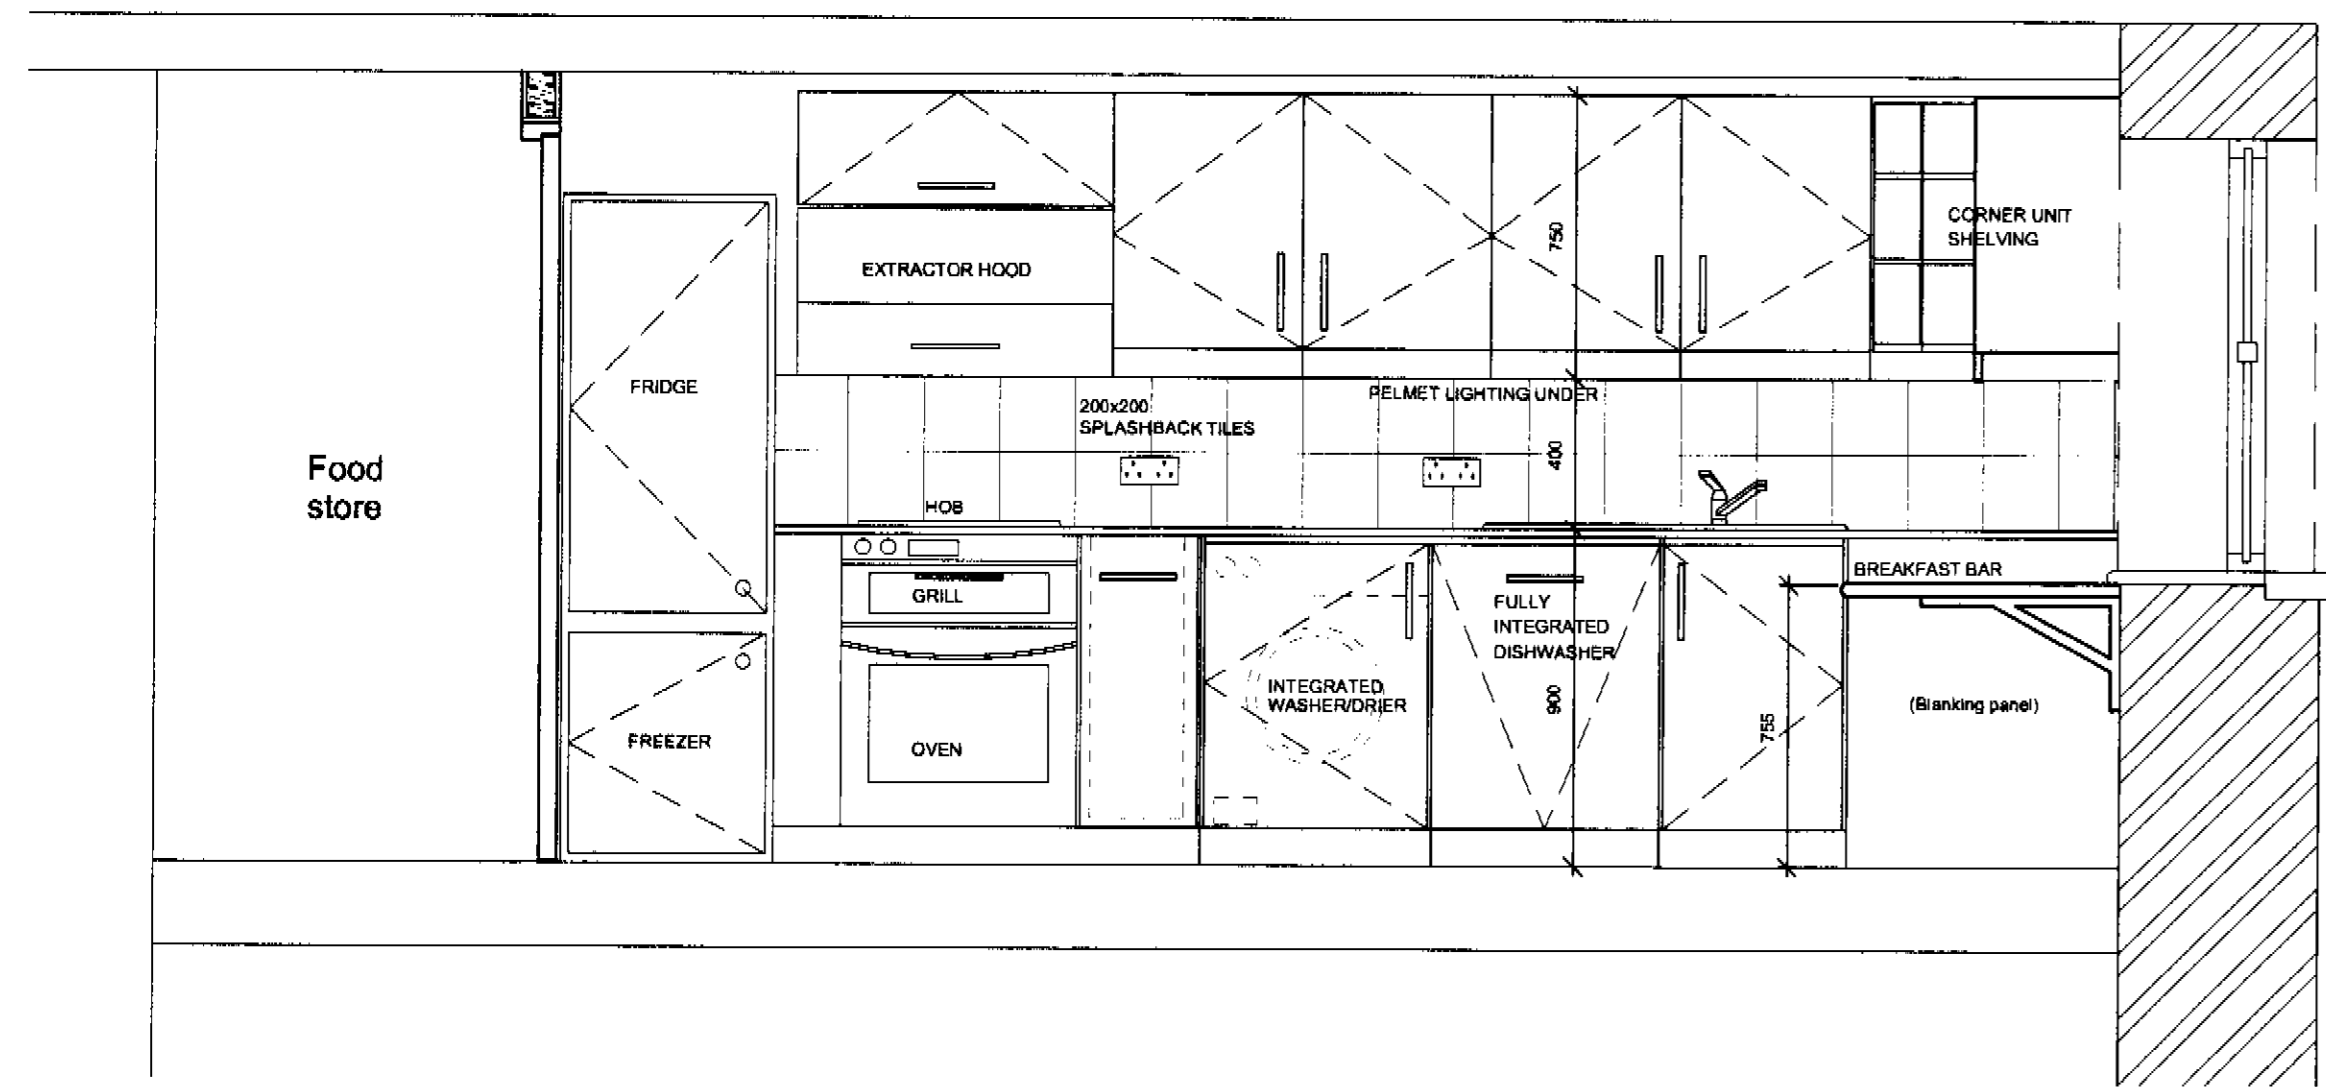 CORNER UNIT
SHELVING
750
EXTRACTOR HOOD
FRIDGE
PELMET LIGHTING UNDER
200x200
SPLASHBACK TILES
400
Food
store
HOB
BREAKFAST BAR
GRILL
FULLY
INTEGRATED
DISHWASHER
INTEGRATED
WASHER/DRIER
900
755
(Blanking panel)
FREEZER
OVEN